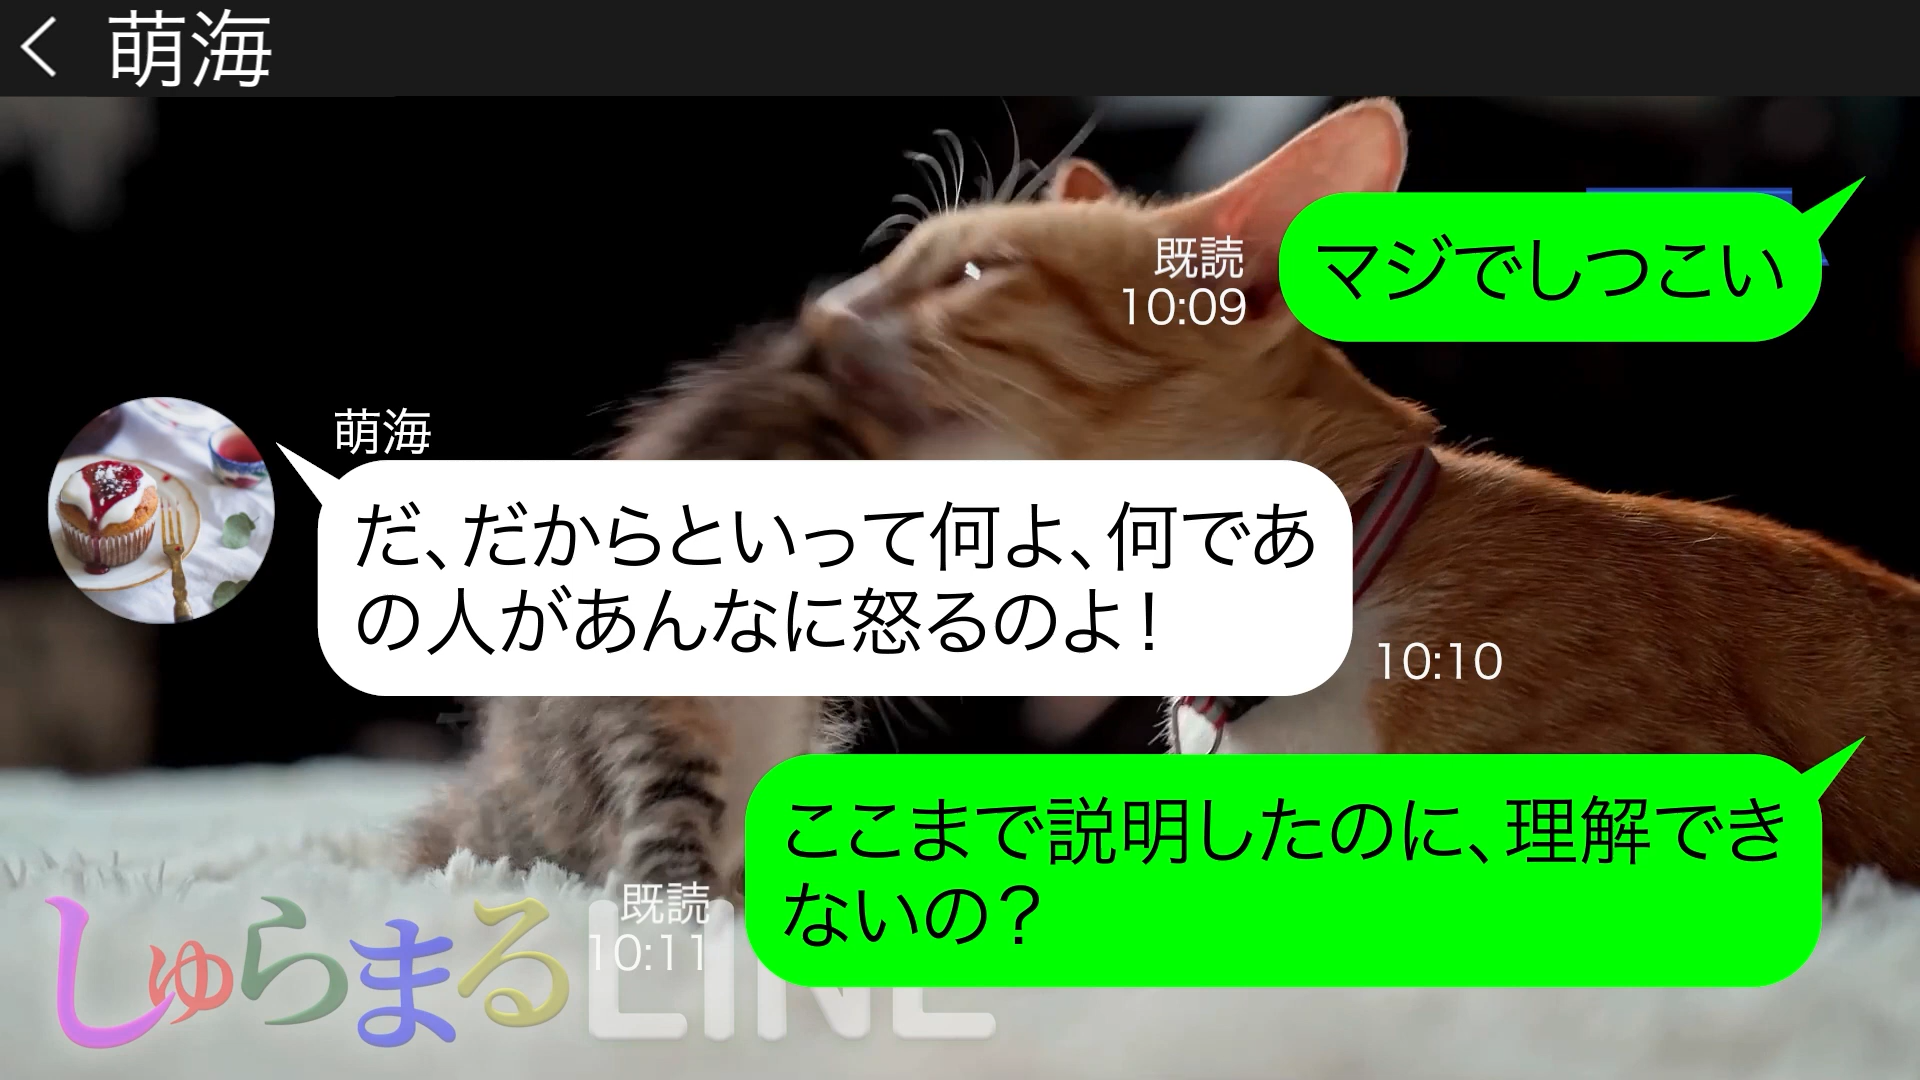 萌海
マジでしつこい
既読
10:09
萌海
だ、だからといって何よ、何であ
の人があんなに怒るのよ！
10:10
ここまで説明したのに、理解でき
ないの？
既読
10:11
しゅらまるLINE